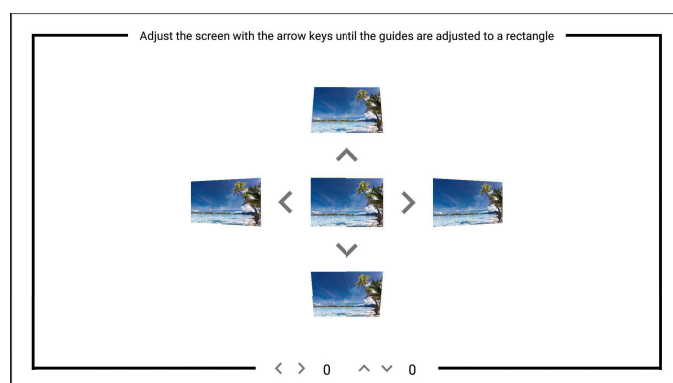 Adjust the screen with the arrow keys until the guides are adjusted to a rectangle
0 0